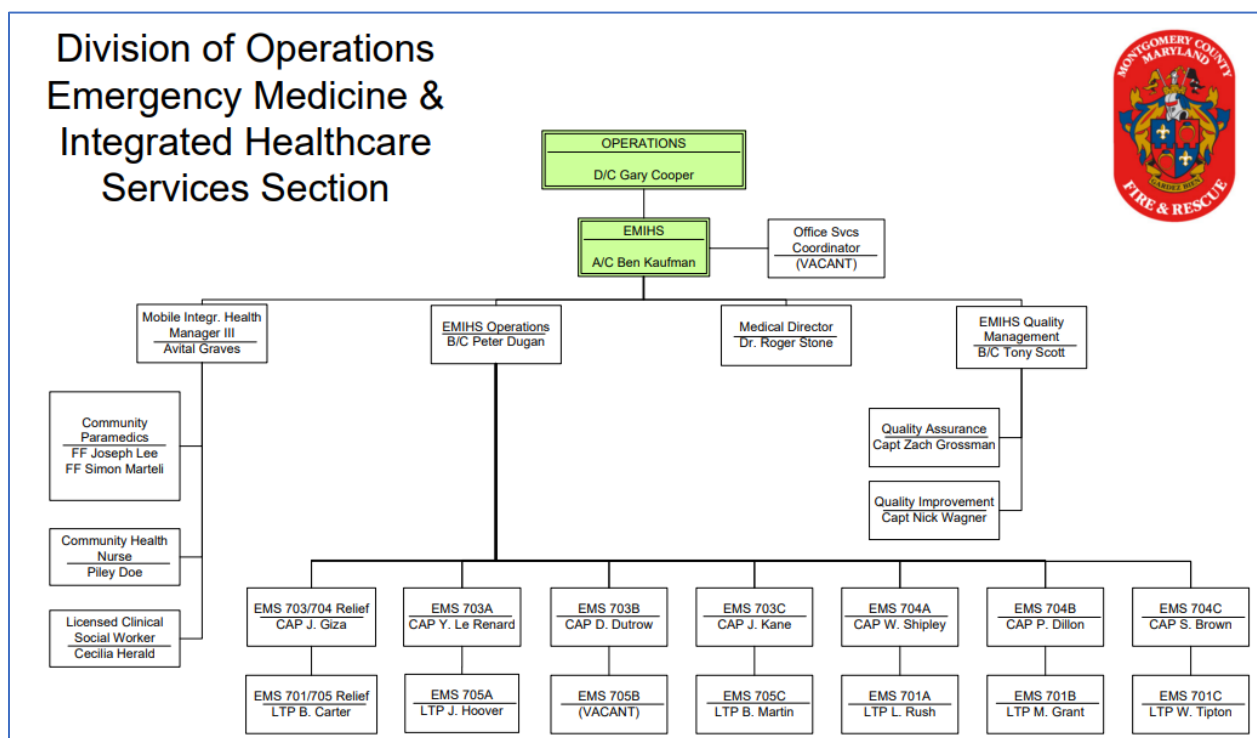 Division of Operations
Emergency Medicine &
Integrated Healthcare
Services Section
MONTGOMERY COUNTY
MARYLAND
GARDEZ BIEN
FIRE & RESCUE
OPERATIONS
D/C Gary Cooper
EMIHS
A/C Ben Kaufman
Office Svcs
Coordinator
(VACANT)
Mobile Integr. Health
Manager III
Avital Graves
EMIHS Operations
B/C Peter Dugan
Medical Director
Dr. Roger Stone
EMIHS Quality
Management
B/C Tony Scott
Community
Paramedics
FF Joseph Lee
FF Simon Marteli
Quality Assurance
Capt Zach Grossman
Quality Improvement
Capt Nick Wagner
Community Health
Nurse
Piley Doe
Licensed Clinical
Social Worker
Cecilia Herald
EMS 703/704 Relief
CAP J. Giza
EMS 703A
CAP Y. Le Renard
EMS 703B
CAP D. Dutrow
EMS 703C
CAP J. Kane
EMS 704A
CAP W. Shipley
EMS 704B
CAP P. Dillon
EMS 704C
CAP S. Brown
EMS 701/705 Relief
LTP B. Carter
EMS 705A
LTP J. Hoover
EMS 705B
(VACANT)
EMS 705C
LTP B. Martin
EMS 701A
LTP L. Rush
EMS 701B
LTP M. Grant
EMS 701C
LTP W. Tipton